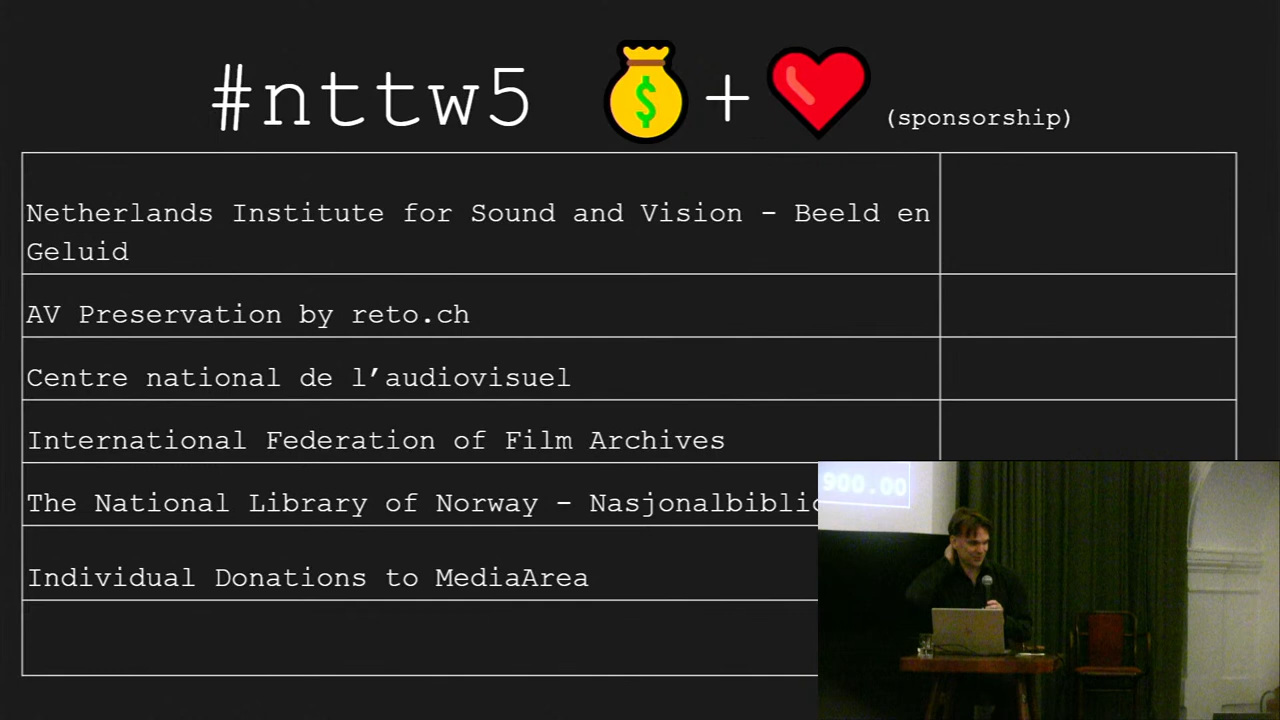 #nttw5 (sponsorship)
Netherlands Institute for Sound and Vision - Beeld en
Geluid
AV Preservation by reto.ch
Centre national de l’audiovisuel
International Federation of Film Archives
The National Library of Norway - Nasjonalbiblio
900.00
Individual Donations to MediaArea